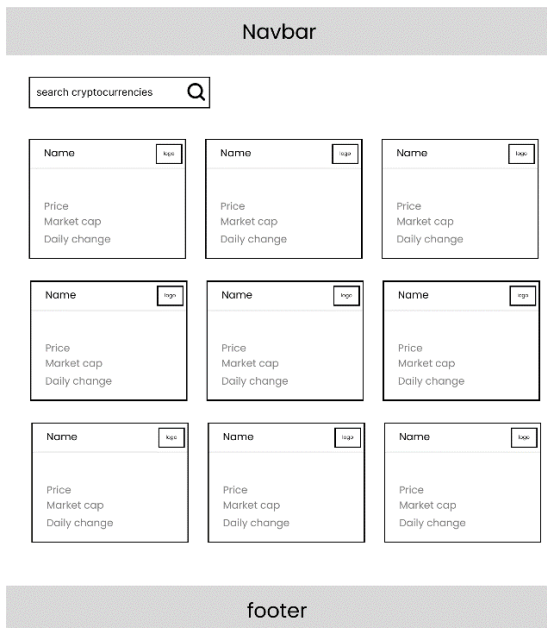 Navbar
search cryptocurrencies
Name logo Name logo Name logo
Price Price Price
Market cap Market cap Market cap
Daily change Daily change Daily change
Name logo Name logo Name logo
Price Price Price
Market cap Market cap Market cap
Daily change Daily change Daily change
Name logo Name logo Name logo
Price Price Price
Market cap Market cap Market cap
Daily change Daily change Daily change
footer